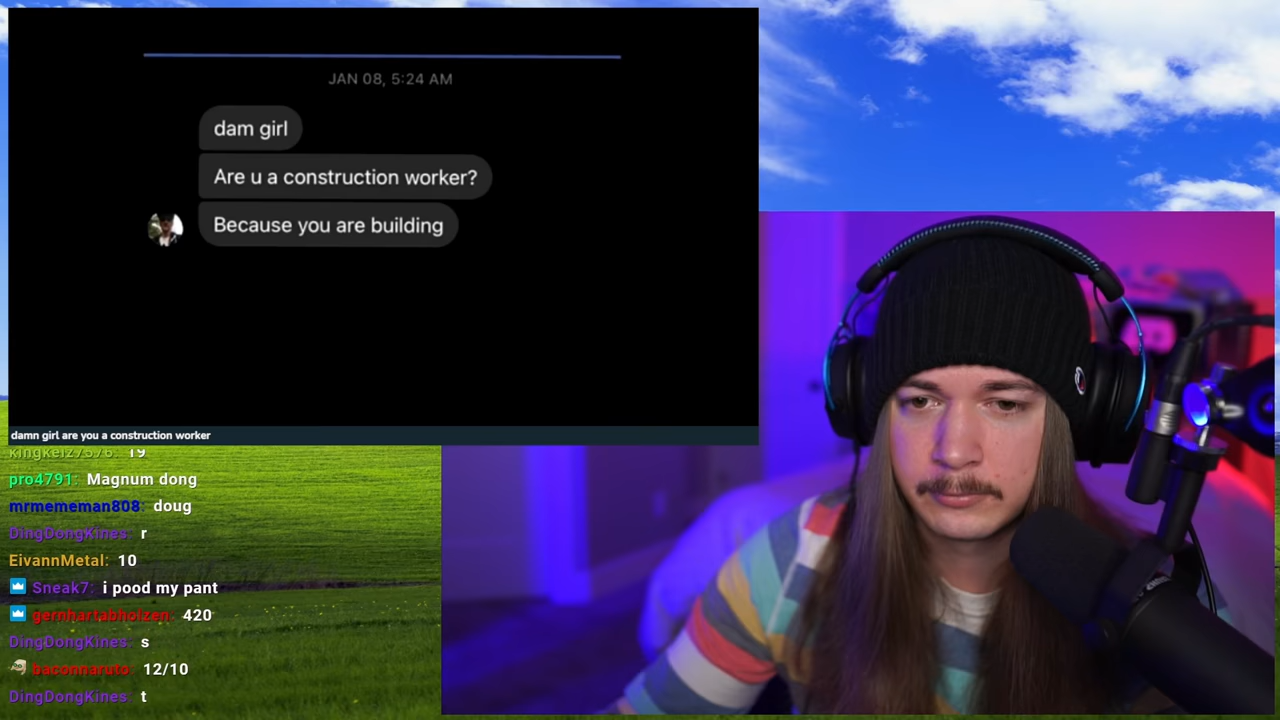 JAN 08, 5:24 AM
dam girl
Are u a construction worker?
Because you are building
damn girl are you a construction worker
kingkelz7576: 19
pro4791: Magnum dong
mrmememan808: doug
DingDongKines: r
EivannMetal: 10
Sneak7: i pood my pant
gernhartabholzen: 420
DingDongKines: s
baconnaruto: 12/10
DingDongKines: t